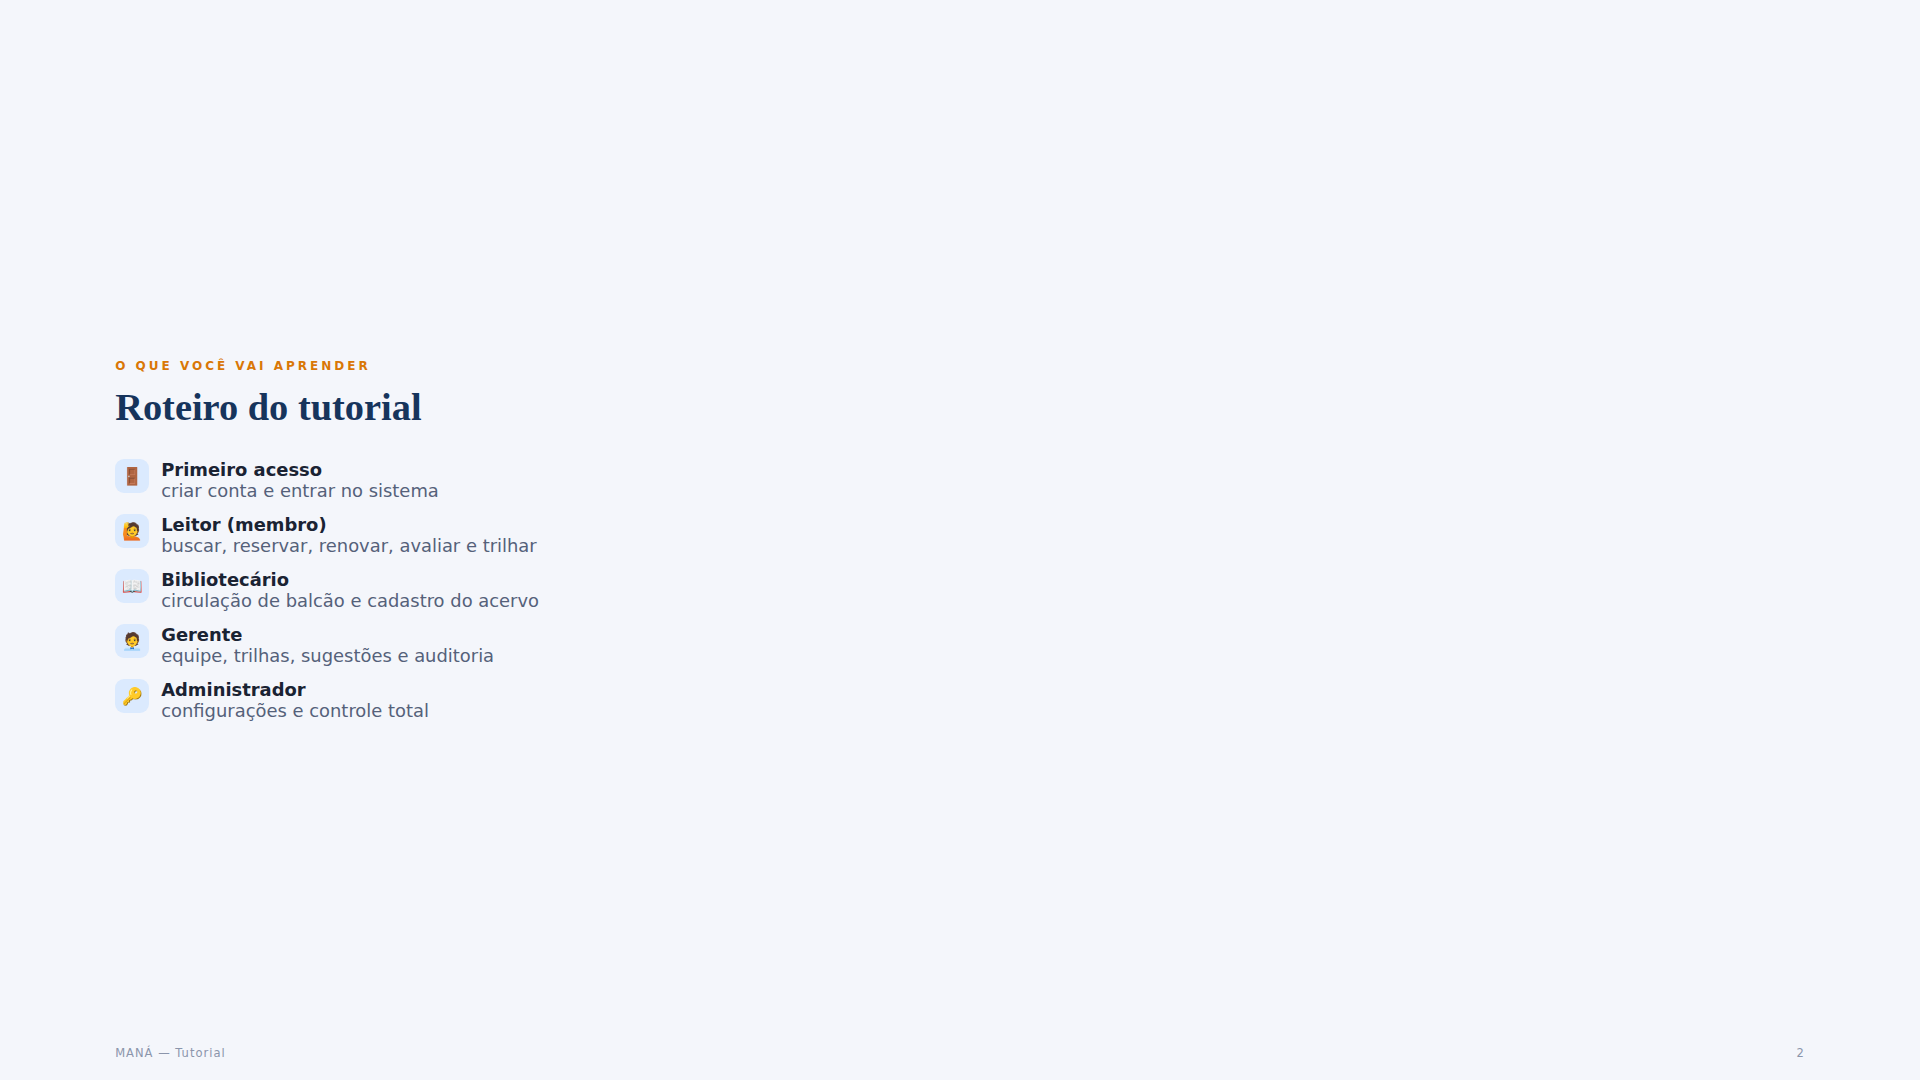 O QUE VOCÊ VAI APRENDER
Roteiro do tutorial
Primeiro acesso
criar conta e entrar no sistema
Leitor (membro)
buscar, reservar, renovar, avaliar e trilhar
Bibliotecário
circulação de balcão e cadastro do acervo
Gerente
equipe, trilhas, sugestões e auditoria
Administrador
configurações e controle total
MANÁ — Tutorial
2